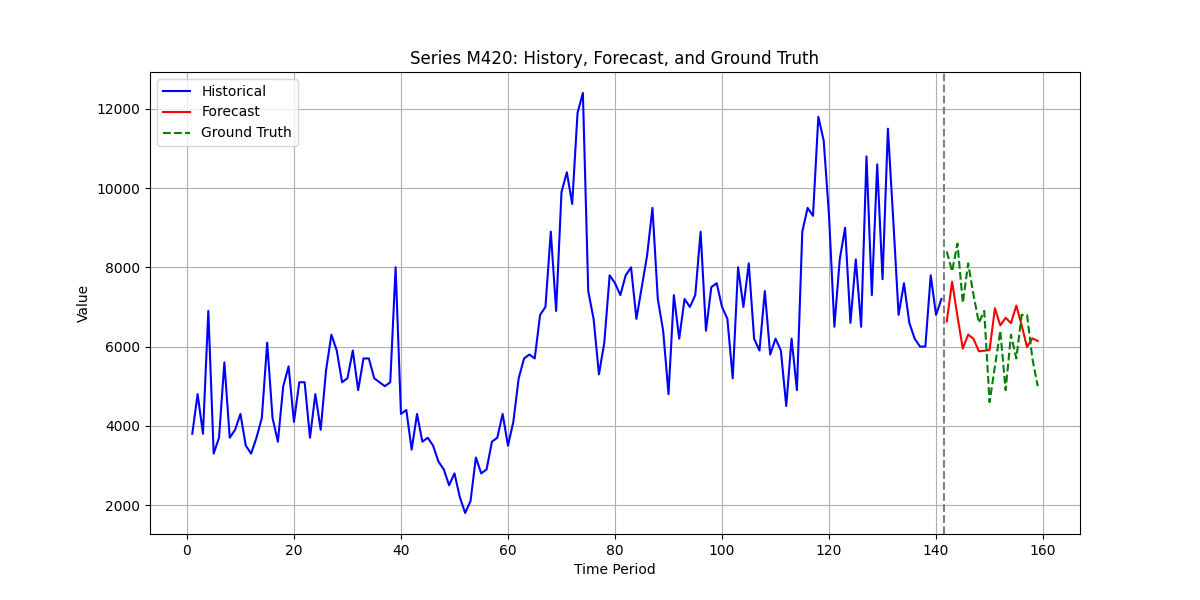 Series M420: History, Forecast, and Ground Truth
Historical
Forecast
Ground Truth
12000
10000
8000
6000
4000
2000
Value
0 20 40 60 80 100 120 140 160
Time Period